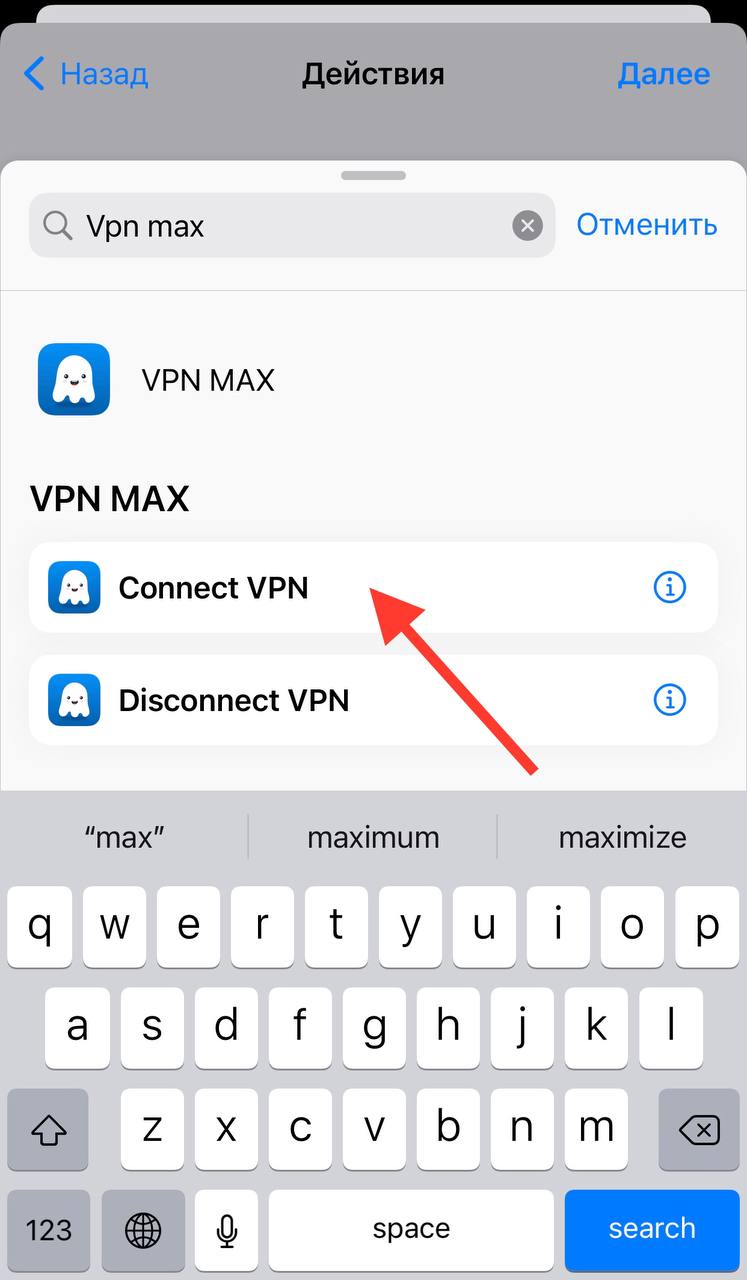 Назад Действия Далее
Vpn max Отменить
VPN MAX
VPN MAX
Connect VPN
Disconnect VPN
“max” maximum maximize
q w e r t y u i o p
a s d f g h j k l
z x c v b n m
123 space search